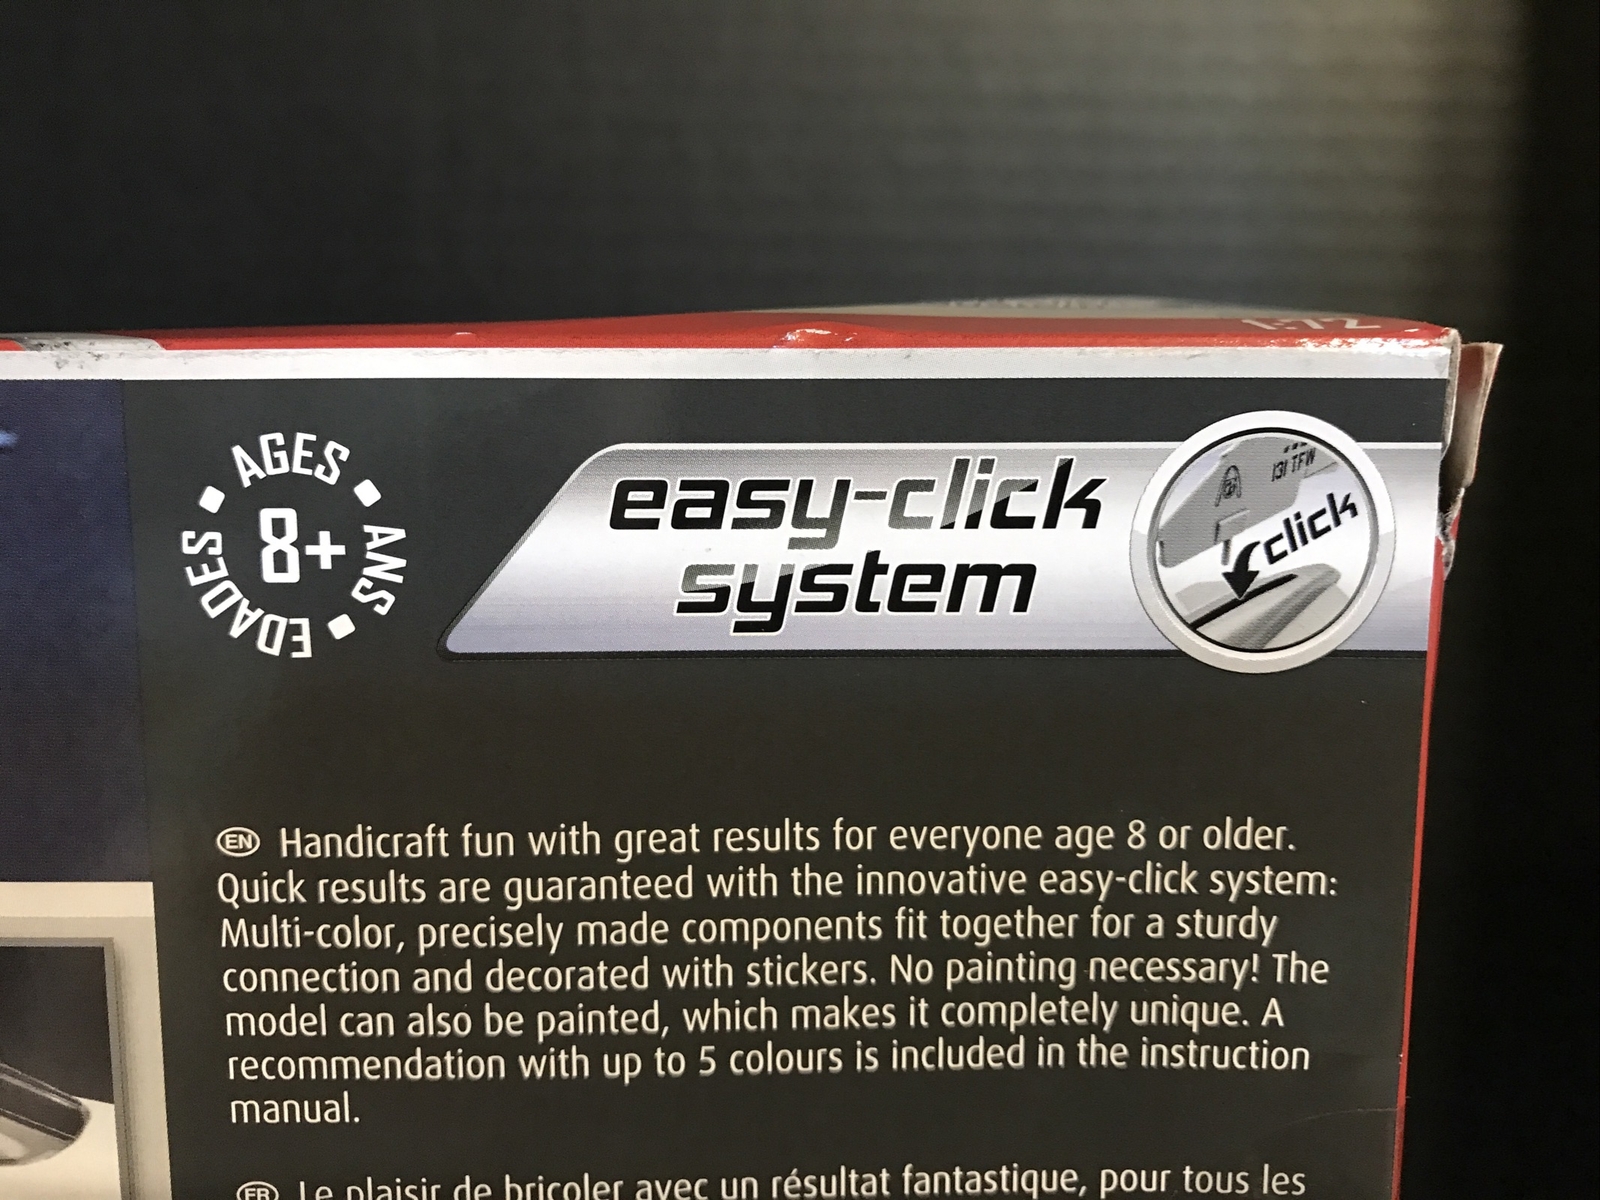 1:72
AGES
8+
ANS
EDADES
easy-click
system
131 TFW
click
EN Handicraft fun with great results for everyone age 8 or older.
Quick results are guaranteed with the innovative easy-click system:
Multi-color, precisely made components fit together for a sturdy
connection and decorated with stickers. No painting necessary! The
model can also be painted, which makes it completely unique. A
recommendation with up to 5 colours is included in the instruction
manual.
FR Le plaisir de bricoler avec un résultat fantastique, pour tous les